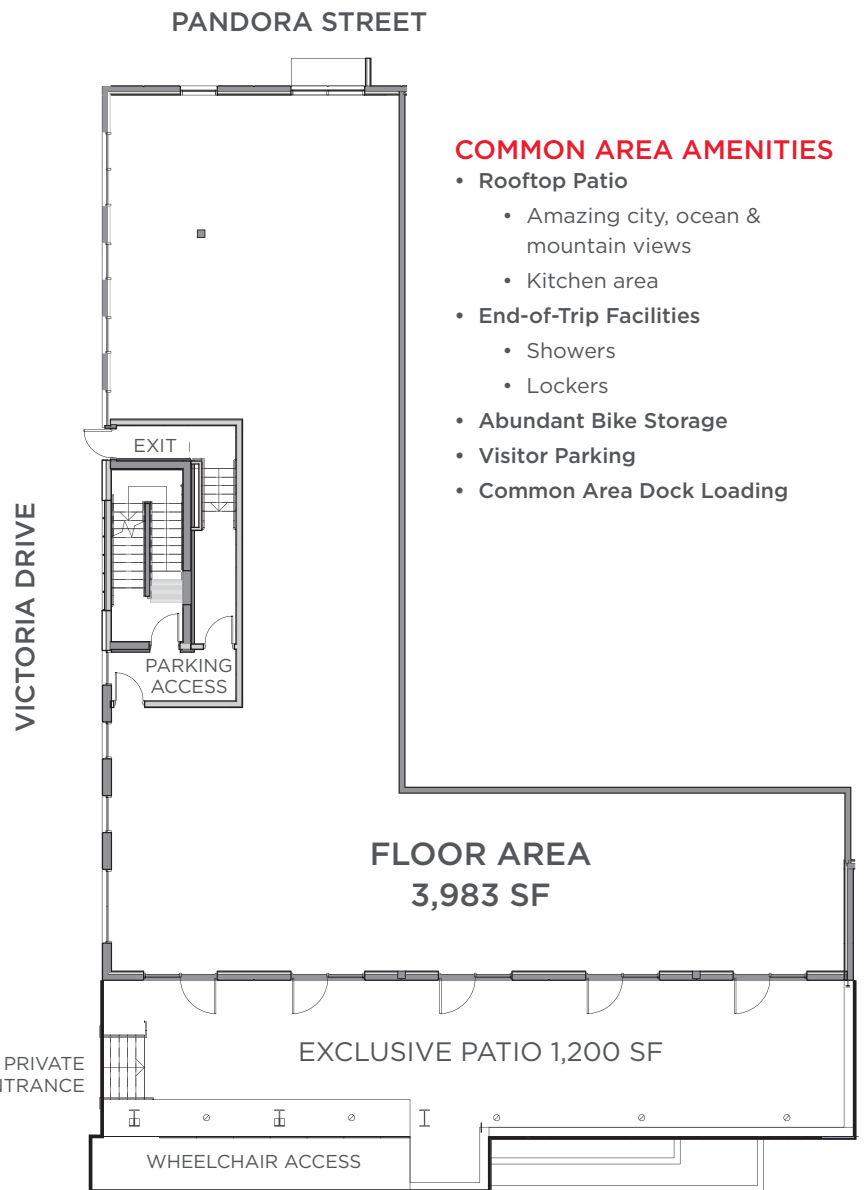 PANDORA STREET
COMMON AREA AMENITIES
• Rooftop Patio
• Amazing city, ocean &
mountain views
• Kitchen area
• End-of-Trip Facilities
• Showers
• Lockers
• Abundant Bike Storage
• Visitor Parking
• Common Area Dock Loading
EXIT
VICTORIA DRIVE
PARKING
ACCESS
FLOOR AREA
3,983 SF
EXCLUSIVE PATIO 1,200 SF
PRIVATE
NTRANCE
WHEELCHAIR ACCESS